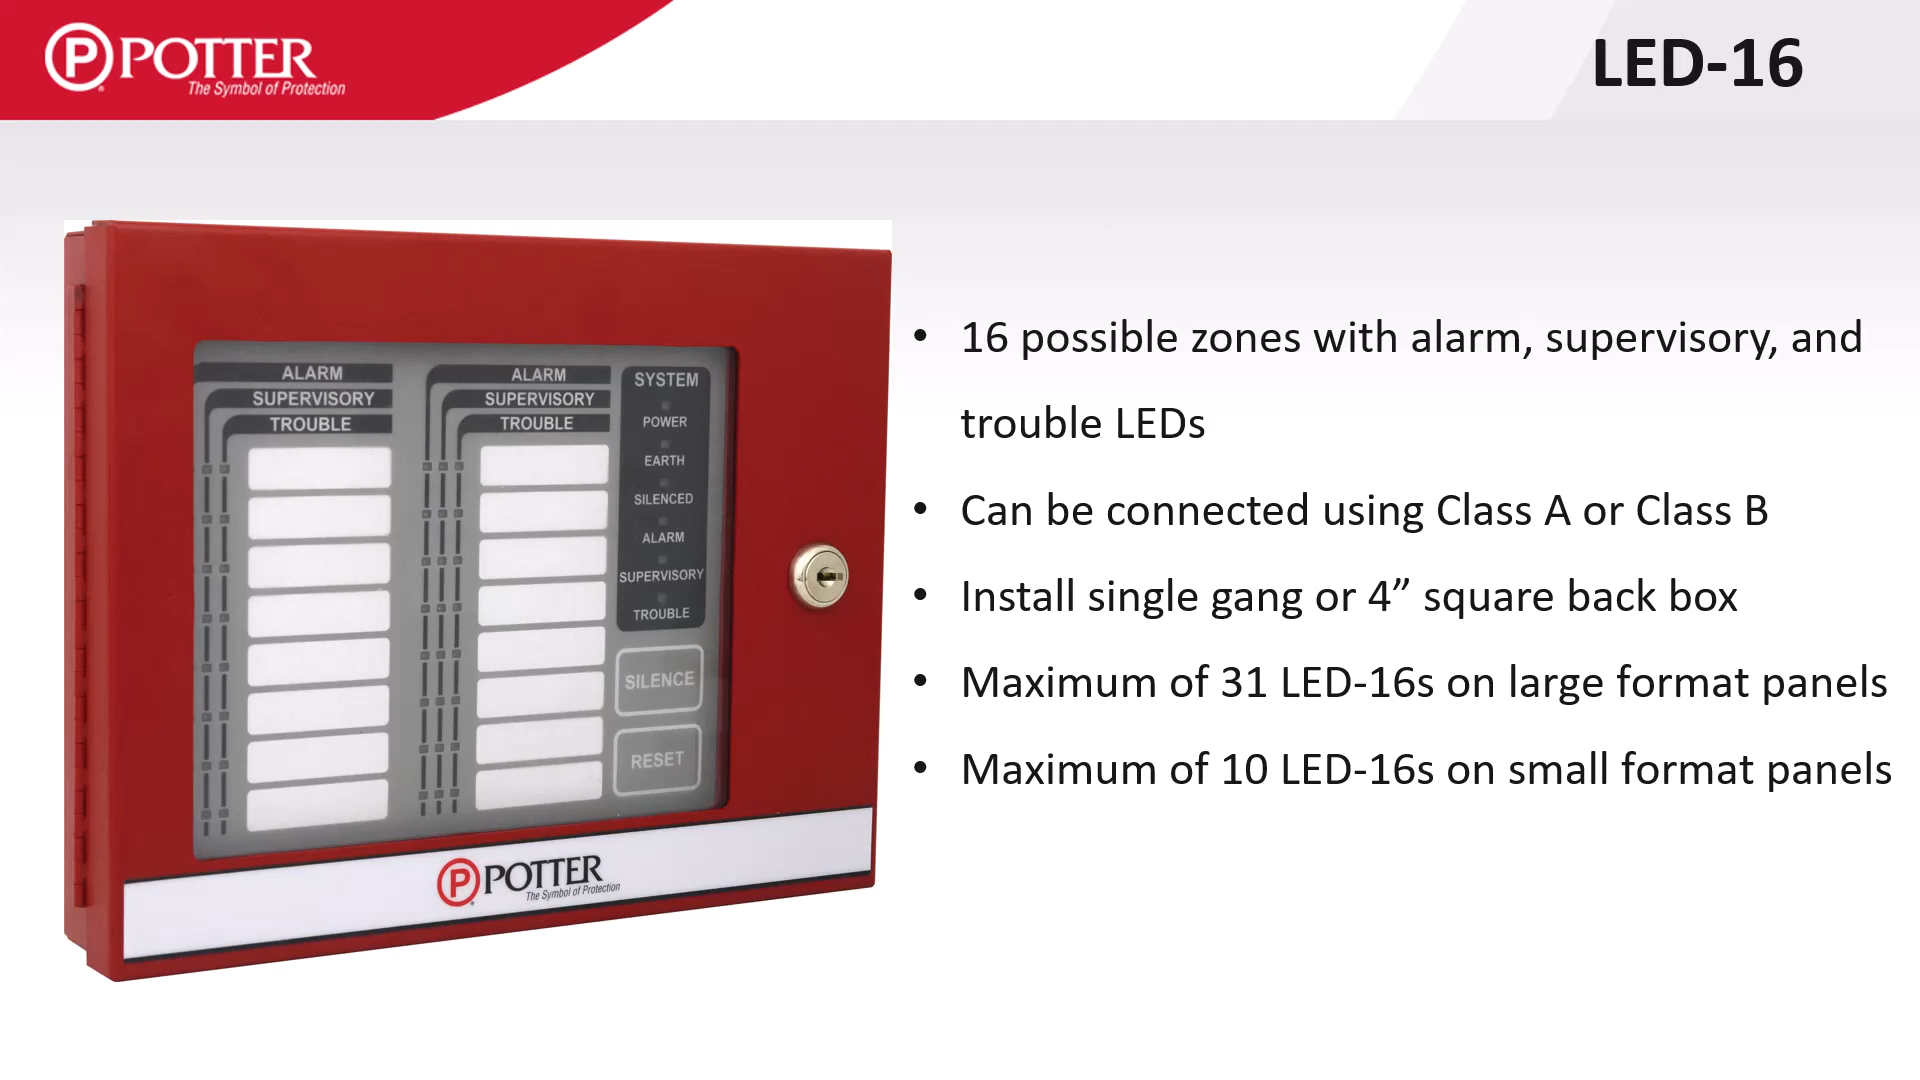 POTTER
The Symbol of Protection
LED-16
ALARM
SUPERVISORY
TROUBLE
ALARM
SUPERVISORY
TROUBLE
SYSTEM
POWER
EARTH
SILENCED
ALARM
SUPERVISORY
TROUBLE
SILENCE
RESET
P POTTER
The Symbol of Protection
• 16 possible zones with alarm, supervisory, and
trouble LEDs
• Can be connected using Class A or Class B
• Install single gang or 4” square back box
• Maximum of 31 LED-16s on large format panels
• Maximum of 10 LED-16s on small format panels